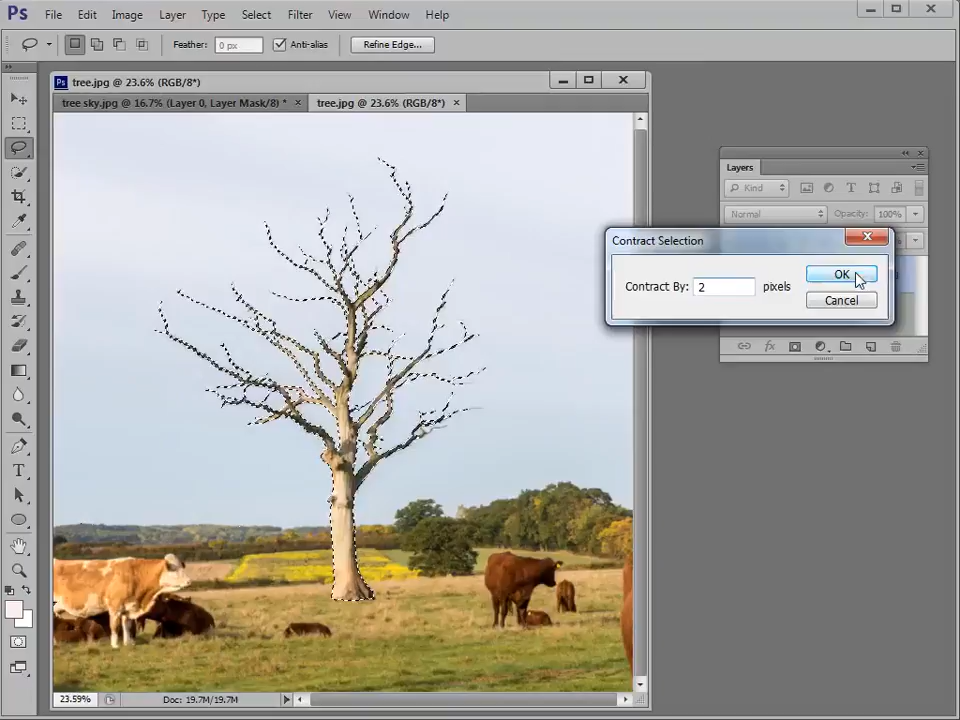 Ps File Edit Image Layer Type Select Filter View Window Help
Feather: 0 px Anti-alias Refine Edge...
Ps tree.jpg @ 23.6% (RGB/8*)
tree sky.jpg @ 16.7% (Layer 0, Layer Mask/8) * × tree.jpg @ 23.6% (RGB/8*) ×
Layers
Kind
Normal Opacity: 100%
Contract Selection
Contract By: 2 pixels
OK
Cancel
fx
23.59% Doc: 19.7M/19.7M